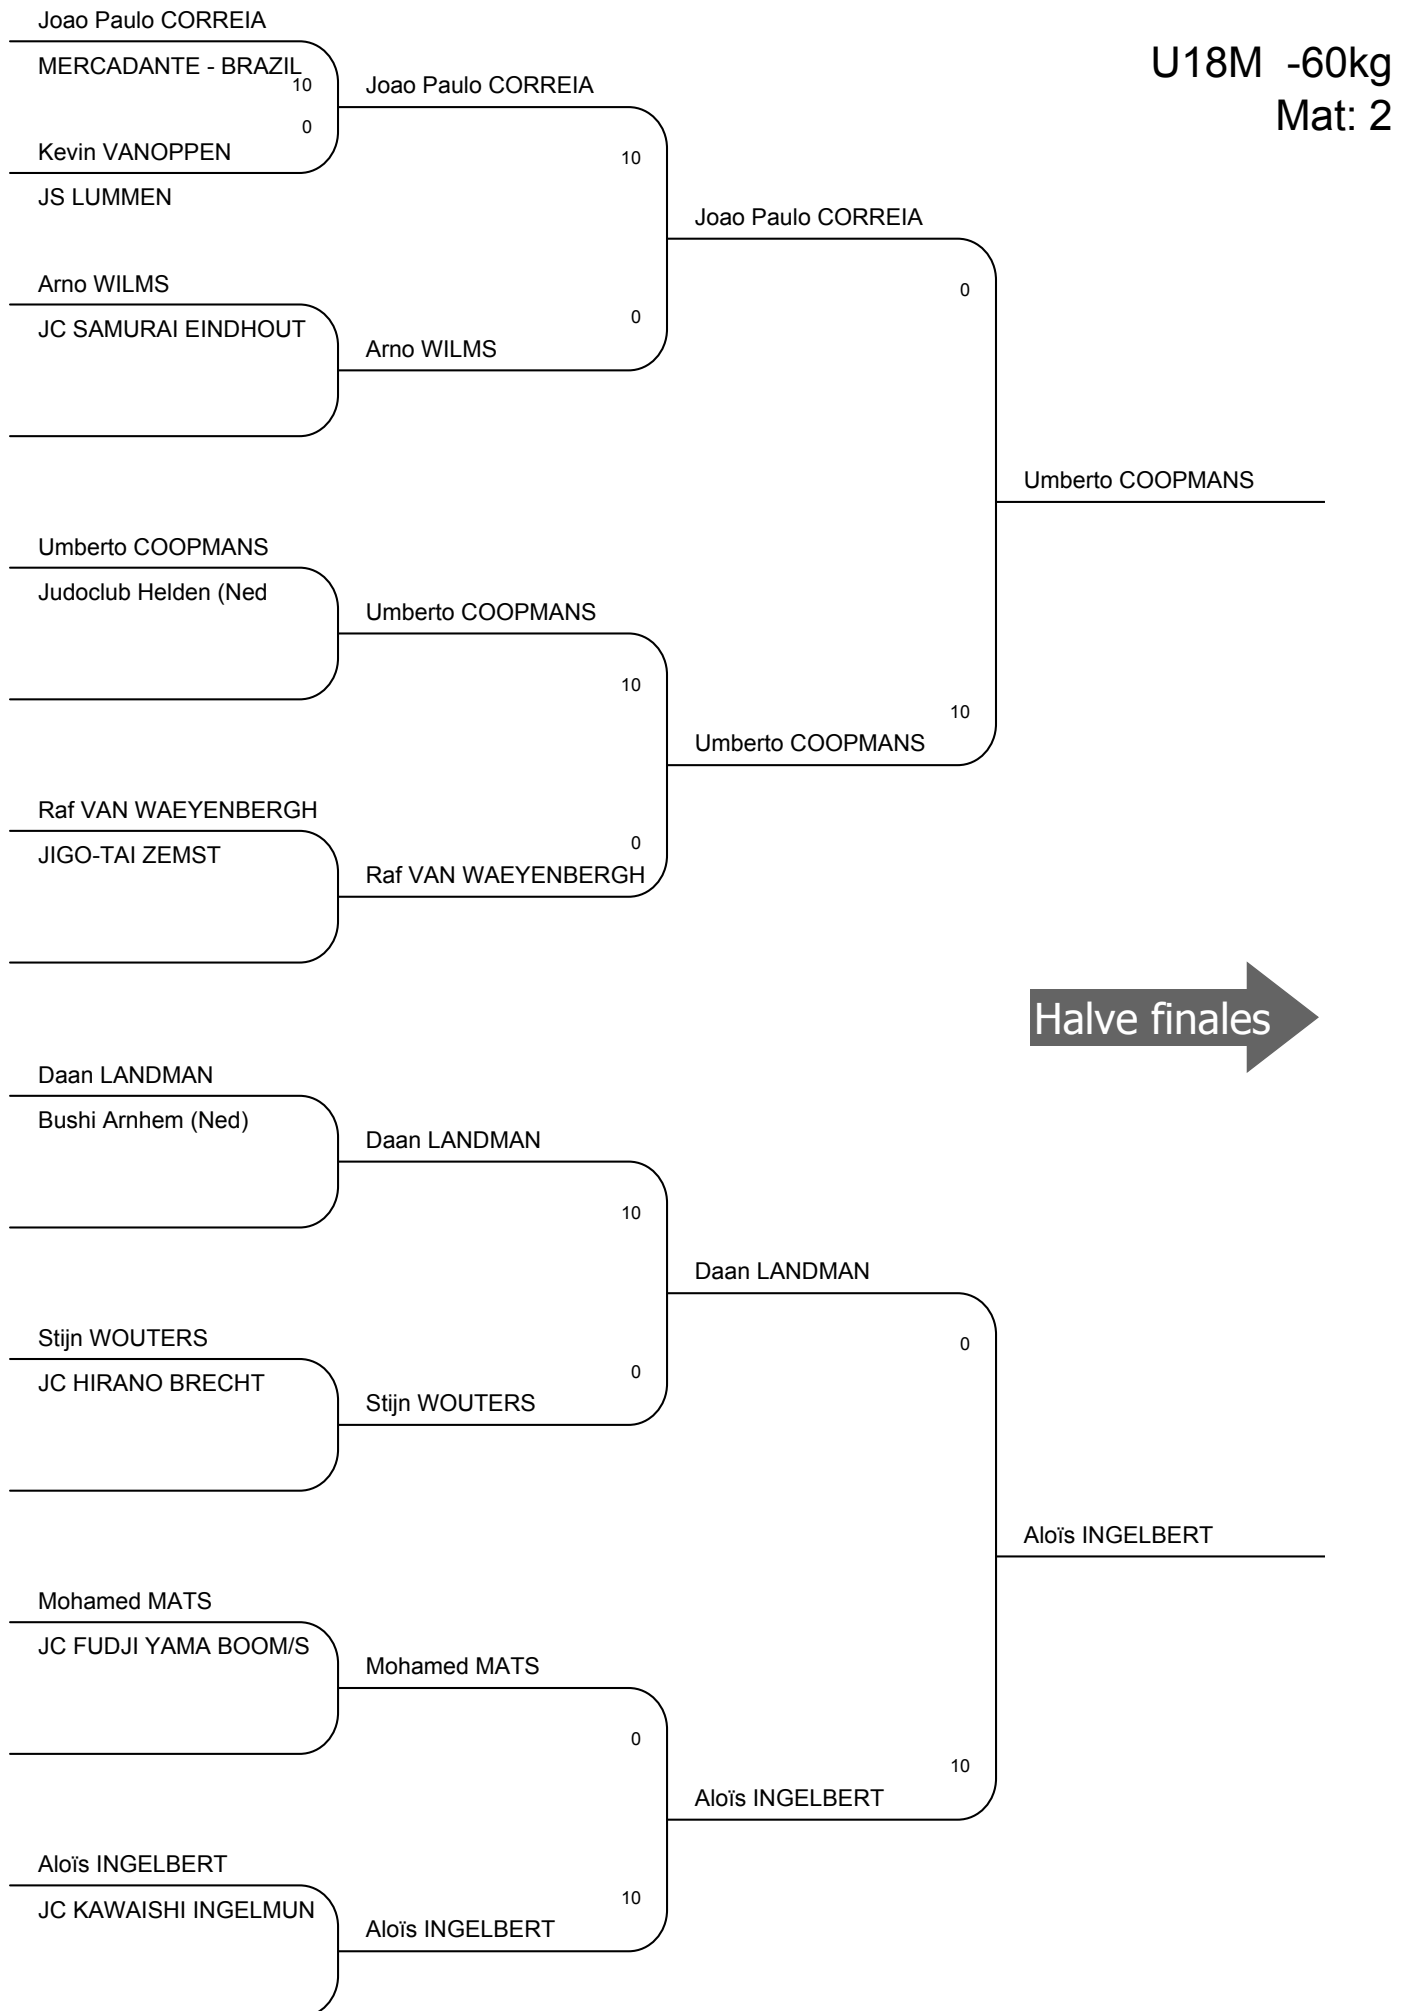 Joao Paulo CORREIA
MERCADANTE - BRAZIL
10
0
Kevin VANOPPEN
JS LUMMEN
Arno WILMS
JC SAMURAI EINDHOUT
Umberto COOPMANS
Judoclub Helden (Ned
Raf VAN WAEYENBERGH
JIGO-TAI ZEMST
Daan LANDMAN
Bushi Arnhem (Ned)
Stijn WOUTERS
JC HIRANO BRECHT
Mohamed MATS
JC FUDJI YAMA BOOM/S
Aloïs INGELBERT
JC KAWAISHI INGELMUN
Joao Paulo CORREIA
10
0
Arno WILMS
Umberto COOPMANS
10
0
Raf VAN WAEYENBERGH
Daan LANDMAN
10
0
Stijn WOUTERS
Mohamed MATS
0
10
Aloïs INGELBERT
Joao Paulo CORREIA
0
10
Umberto COOPMANS
Daan LANDMAN
0
10
Aloïs INGELBERT
U18M -60kg
Mat: 2
Umberto COOPMANS
Halve finales
Aloïs INGELBERT